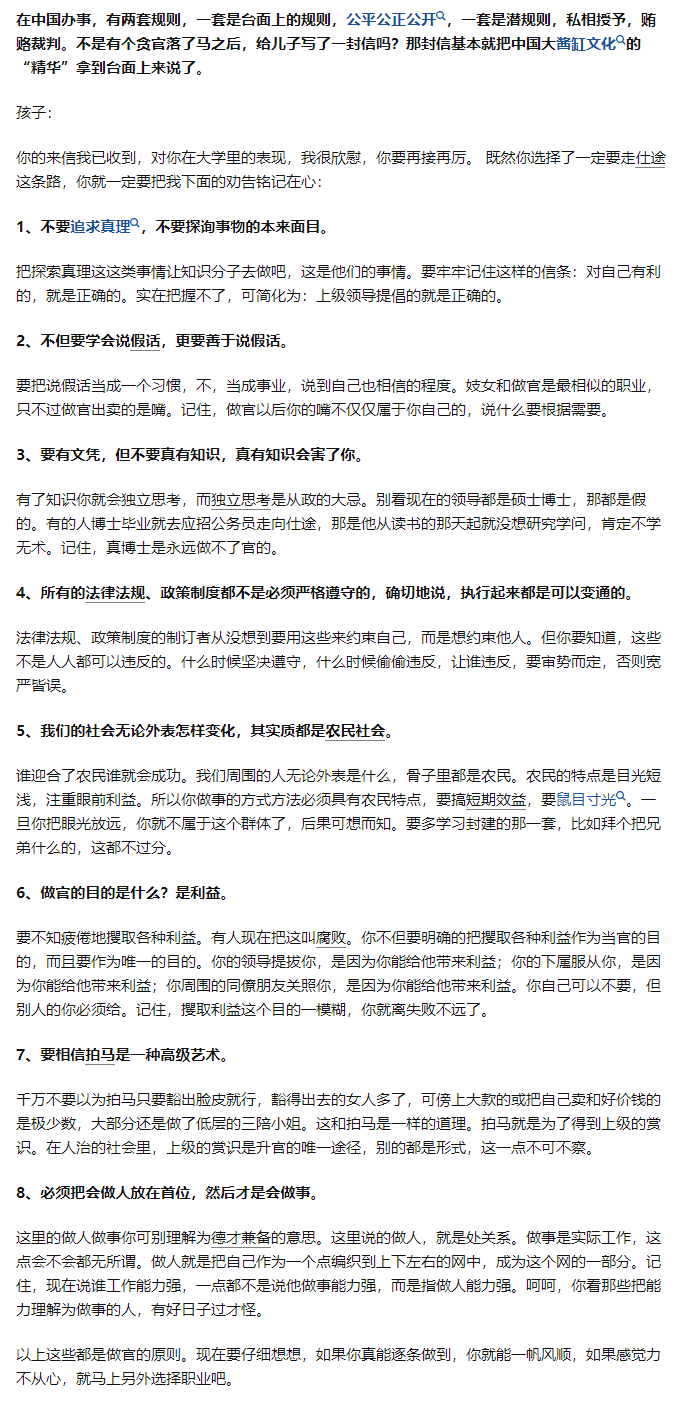 在中国办事，有两套规则，一套是台面上的规则，公平公正公开，一套是潜规则，私相授予，贿
赂裁判。不是有个贪官落了马之后，给儿子写了一封信吗？那封信基本就把中国大酱缸文化的
“精华”拿到台面上来说了。
孩子：
你的来信我已收到，对你在大学里的表现，我很欣慰，你要再接再厉。 既然你选择了一定要走仕途
这条路，你就一定要把我下面的劝告铭记在心：
1、不要追求真理，不要探询事物的本来面目。
把探索真理这这类事情让知识分子去做吧，这是他们的事情。要牢牢记住这样的信条：对自己有利
的，就是正确的。实在把握不了，可简化为：上级领导提倡的就是正确的。
2、不但要学会说假话，更要善于说假话。
要把说假话当成一个习惯，不，当成事业，说到自己也相信的程度。妓女和做官是最相似的职业，
只不过做官出卖的是嘴。记住，做官以后你的嘴不仅仅属于你自己的，说什么要根据需要。
3、要有文凭，但不要真有知识，真有知识会害了你。
有了知识你就会独立思考，而独立思考是从政的大忌。别看现在的领导都是硕士博士，那都是假
的。有的人博士毕业就去应招公务员走向仕途，那是他从读书的那天起就没想研究学问，肯定不学
无术。记住，真博士是永远做不了官的。
4、所有的法律法规、政策制度都不是必须严格遵守的，确切地说，执行起来都是可以变通的。
法律法规、政策制度的制订者从没想到要用这些来约束自己，而是想约束他人。但你要知道，这些
不是人人都可以违反的。什么时候坚决遵守，什么时候偷偷违反，让谁违反，要审势而定，否则宽
严皆误。
5、我们的社会无论外表怎样变化，其实质都是农民社会。
谁迎合了农民谁就会成功。我们周围的人无论外表是什么，骨子里都是农民。农民的特点是目光短
浅，注重眼前利益。所以你做事的方式方法必须具有农民特点，要搞短期效益，要鼠目寸光。一
旦你把眼光放远，你就不属于这个群体了，后果可想而知。要多学习封建的那一套，比如拜个把兄
弟什么的，这都不过分。
6、做官的目的是什么？是利益。
要不知疲倦地攫取各种利益。有人现在把这叫腐败。你不但要明确的把攫取各种利益作为当官的目
的，而且要作为唯一的目的。你的领导提拔你，是因为你能给他带来利益；你的下属服从你，是因
为你能给他带来利益；你周围的同僚朋友关照你，是因为你能给他带来利益。你自己可以不要，但
别人的你必须给。记住，攫取利益这个目的一模糊，你就离失败不远了。
7、要相信拍马是一种高级艺术。
千万不要以为拍马只要豁出脸皮就行，豁得出去的女人多了，可傍上大款的或把自己卖和好价钱的
是极少数，大部分还是做了低层的三陪小姐。这和拍马是一样的道理。拍马就是为了得到上级的赏
识。在人治的社会里，上级的赏识是升官的唯一途径，别的都是形式，这一点不可不察。
8、必须把会做人放在首位，然后才是会做事。
这里的做人做事你可别理解为德才兼备的意思。这里说的做人，就是处关系。做事是实际工作，这
点会不会都无所谓。做人就是把自己作为一个点编织到上下左右的网中，成为这个网的一部分。记
住，现在说谁工作能力强，一点都不是说他做事能力强，而是指做人能力强。呵呵，你看那些把能
力理解为做事的人，有好日子过才怪。
以上这些都是做官的原则。现在要仔细想想，如果你真能逐条做到，你就能一帆风顺，如果感觉力
不从心，就马上另外选择职业吧。